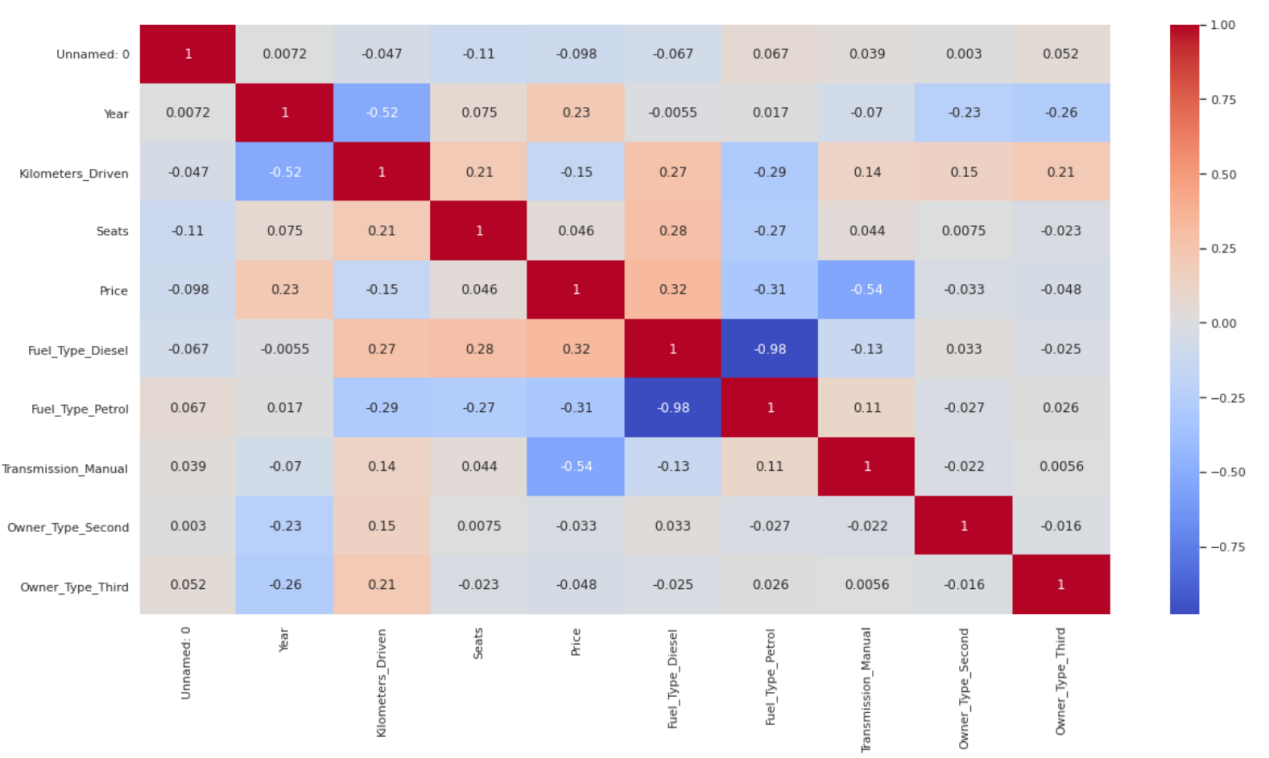 Unnamed: 0 1 0.0072 -0.047 -0.11 -0.098 -0.067 0.067 0.039 0.003 0.052
Year 0.0072 1 -0.52 0.075 0.23 -0.0055 0.017 -0.07 -0.23 -0.26
Kilometers_Driven -0.047 -0.52 1 0.21 -0.15 0.27 -0.29 0.14 0.15 0.21
Seats -0.11 0.075 0.21 1 0.046 0.28 -0.27 0.044 0.0075 -0.023
Price -0.098 0.23 -0.15 0.046 1 0.32 -0.31 -0.54 -0.033 -0.048
Fuel_Type_Diesel -0.067 -0.0055 0.27 0.28 0.32 1 -0.98 -0.13 0.033 -0.025
Fuel_Type_Petrol 0.067 0.017 -0.29 -0.27 -0.31 -0.98 1 0.11 -0.027 0.026
Transmission_Manual 0.039 -0.07 0.14 0.044 -0.54 -0.13 0.11 1 -0.022 0.0056
Owner_Type_Second 0.003 -0.23 0.15 0.0075 -0.033 0.033 -0.027 -0.022 1 -0.016
Owner_Type_Third 0.052 -0.26 0.21 -0.023 -0.048 -0.025 0.026 0.0056 -0.016 1
Unnamed: 0
Year
Kilometers_Driven
Seats
Price
Fuel_Type_Diesel
Fuel_Type_Petrol
Transmission_Manual
Owner_Type_Second
Owner_Type_Third
1.00
0.75
0.50
0.25
0.00
−0.25
−0.50
−0.75